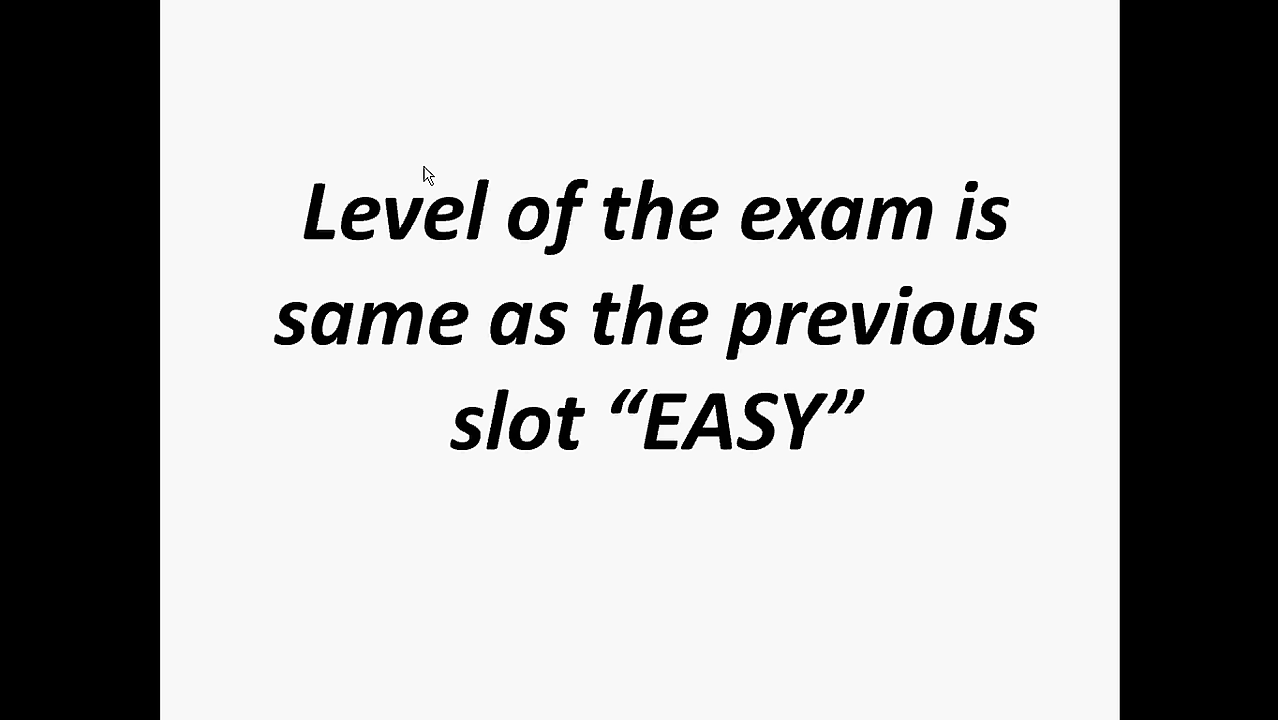 Level of the exam is
same as the previous
slot “EASY”